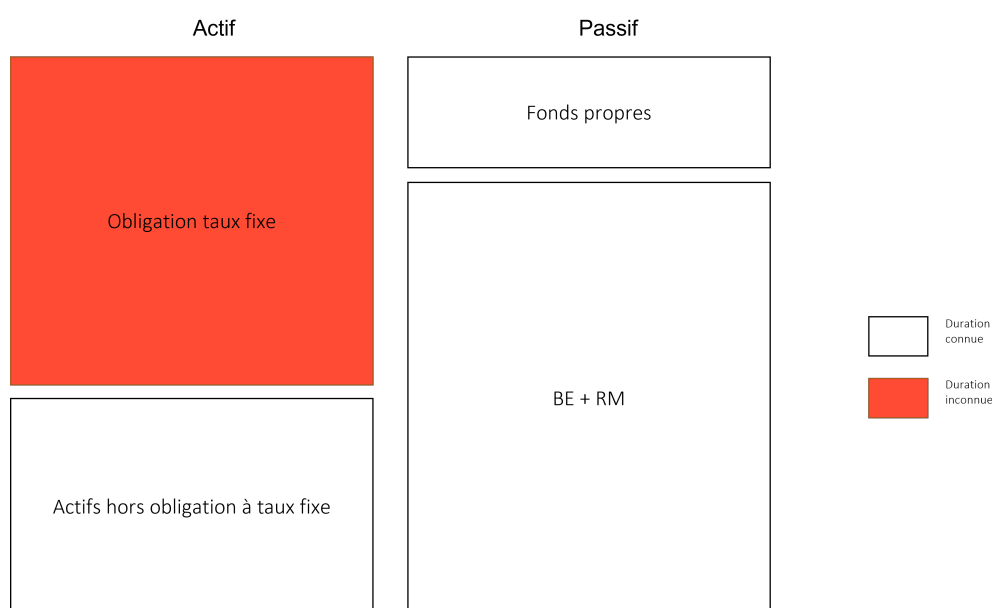 Actif
Passif
Fonds propres
Obligation taux fixe
Duration
connue
Duration
inconnue
BE + RM
Actifs hors obligation à taux fixe